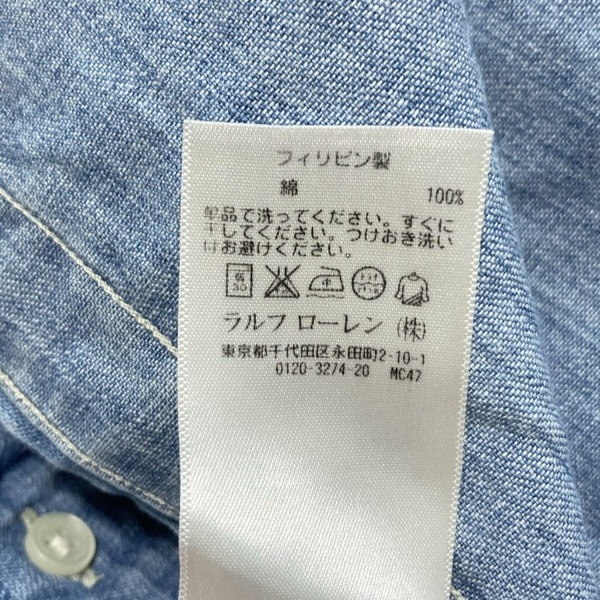 フィリピン製
綿 100%
単品で洗ってください。すぐに
干してください。つけおき洗い
はお避けください。
弱 30 中
ラルフ ローレン (株)
東京都千代田区永田町2-10-1
0120-3274-20 MC47